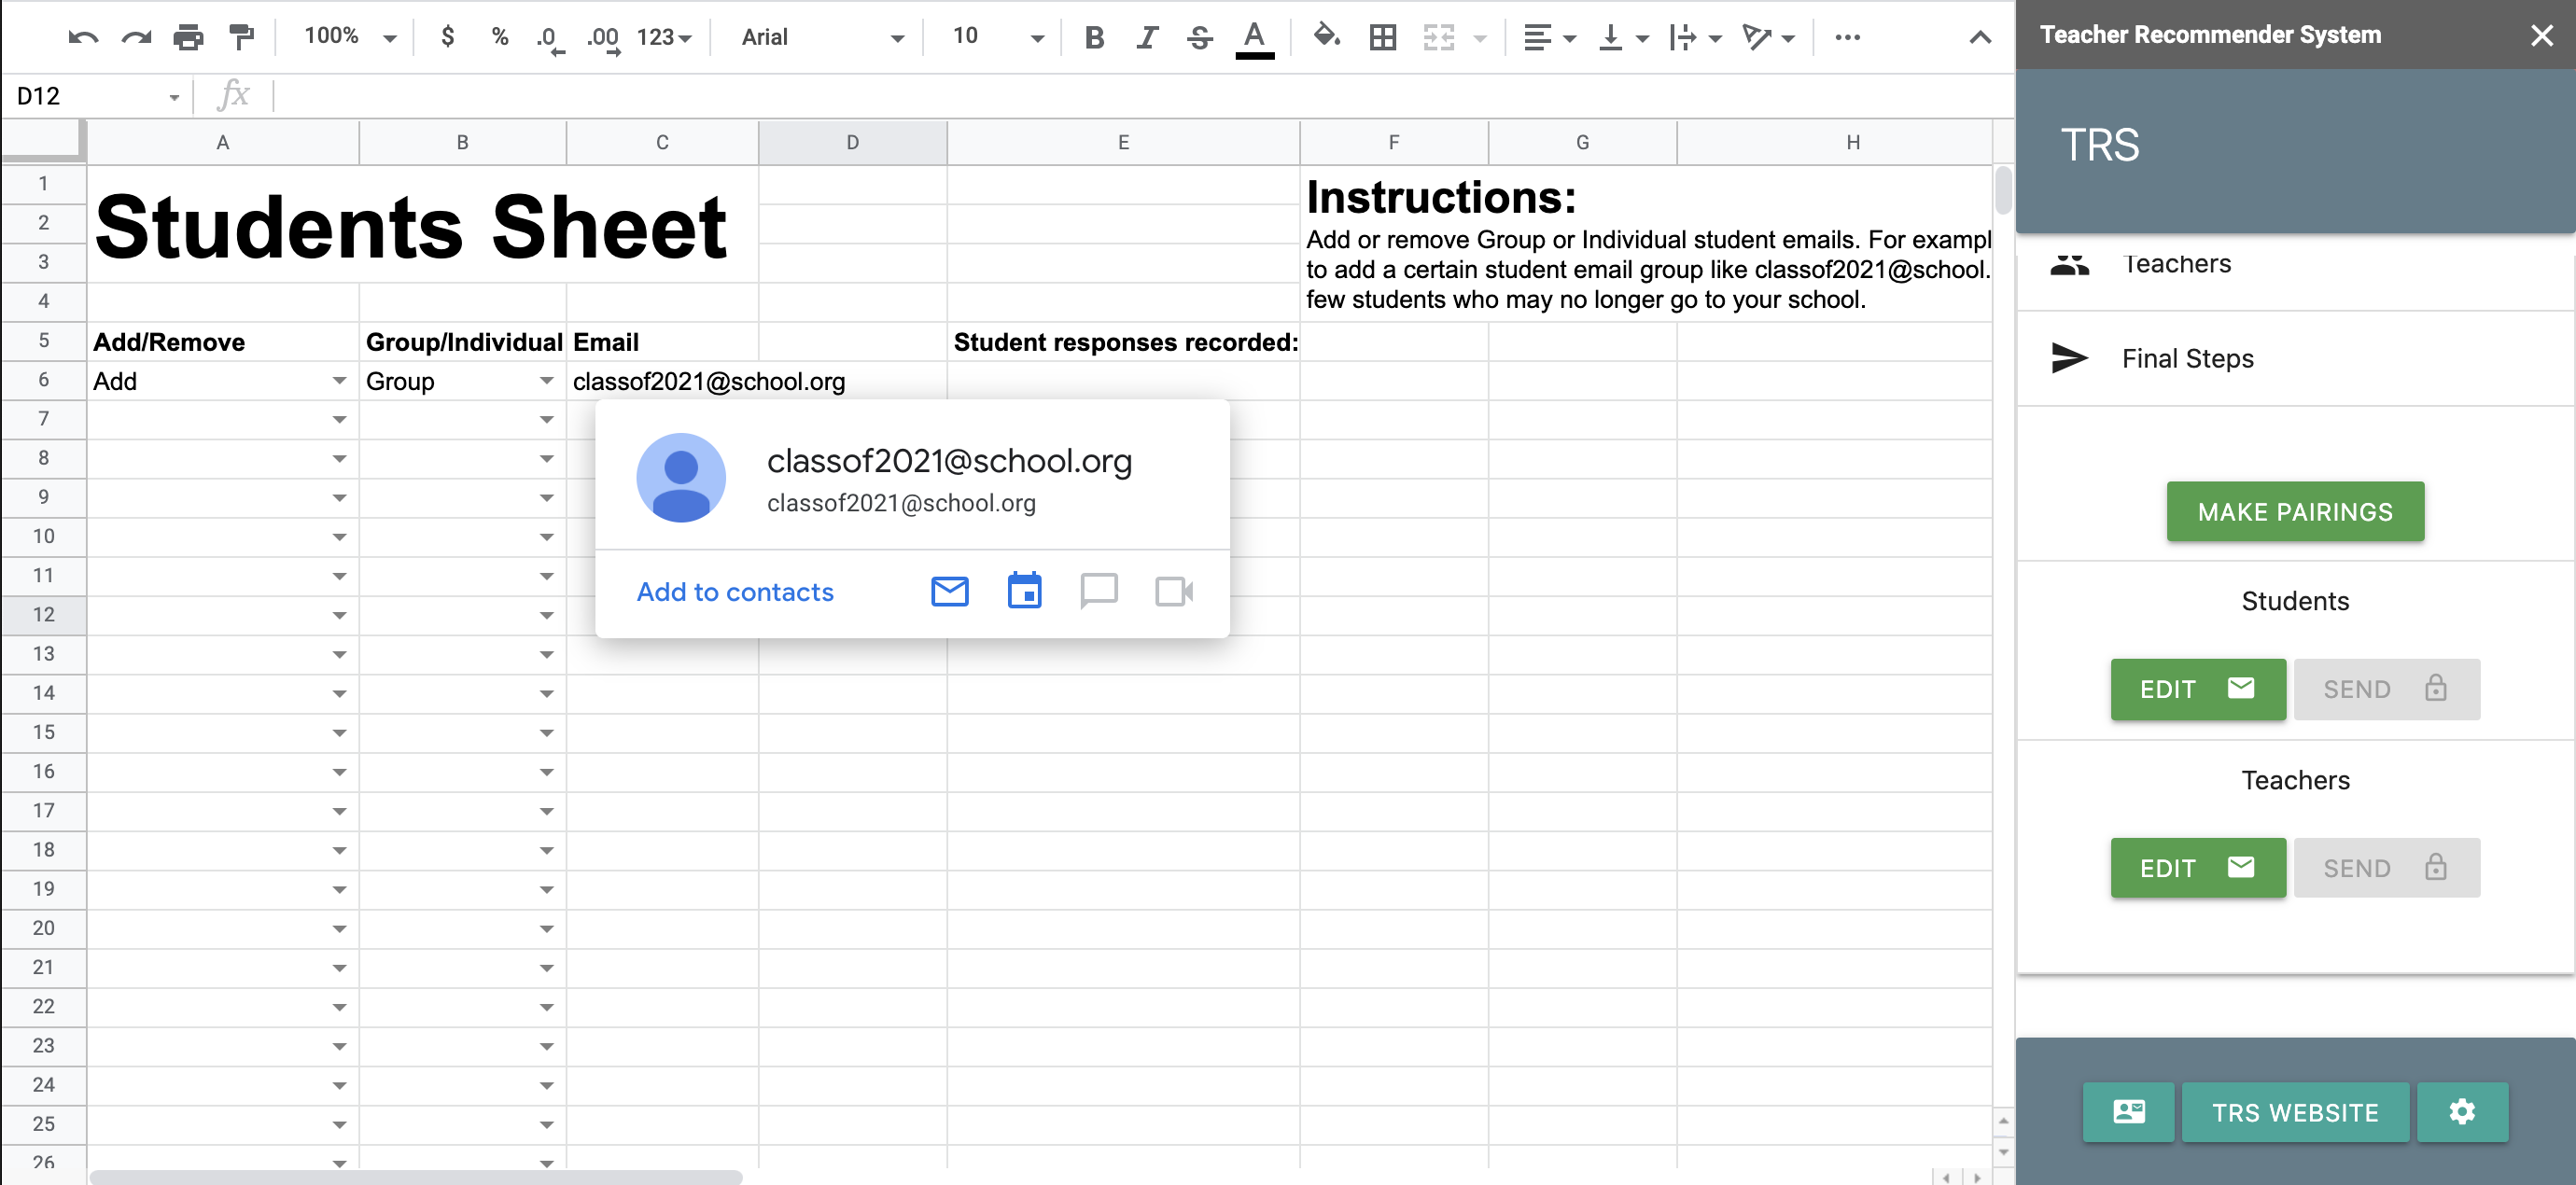 100%
$
%
.0
.00
123
Arial
10
B
I
S
A
Teacher Recommender System
D12
fx
TRS
A
B
C
D
E
F
G
H
1
Students Sheet
Instructions:
2
Add or remove Group or Individual student emails. For exampl
3
to add a certain student email group like classof2021@school.
4
few students who may no longer go to your school.
5
Add/Remove
Group/Individual
Email
Student responses recorded:
6
Add
Group
classof2021@school.org
7
8
9
10
11
12
13
14
15
16
17
18
19
20
21
22
23
24
25
26
classof2021@school.org
classof2021@school.org
Add to contacts
Teachers
Final Steps
MAKE PAIRINGS
Students
EDIT
SEND
Teachers
EDIT
SEND
TRS WEBSITE